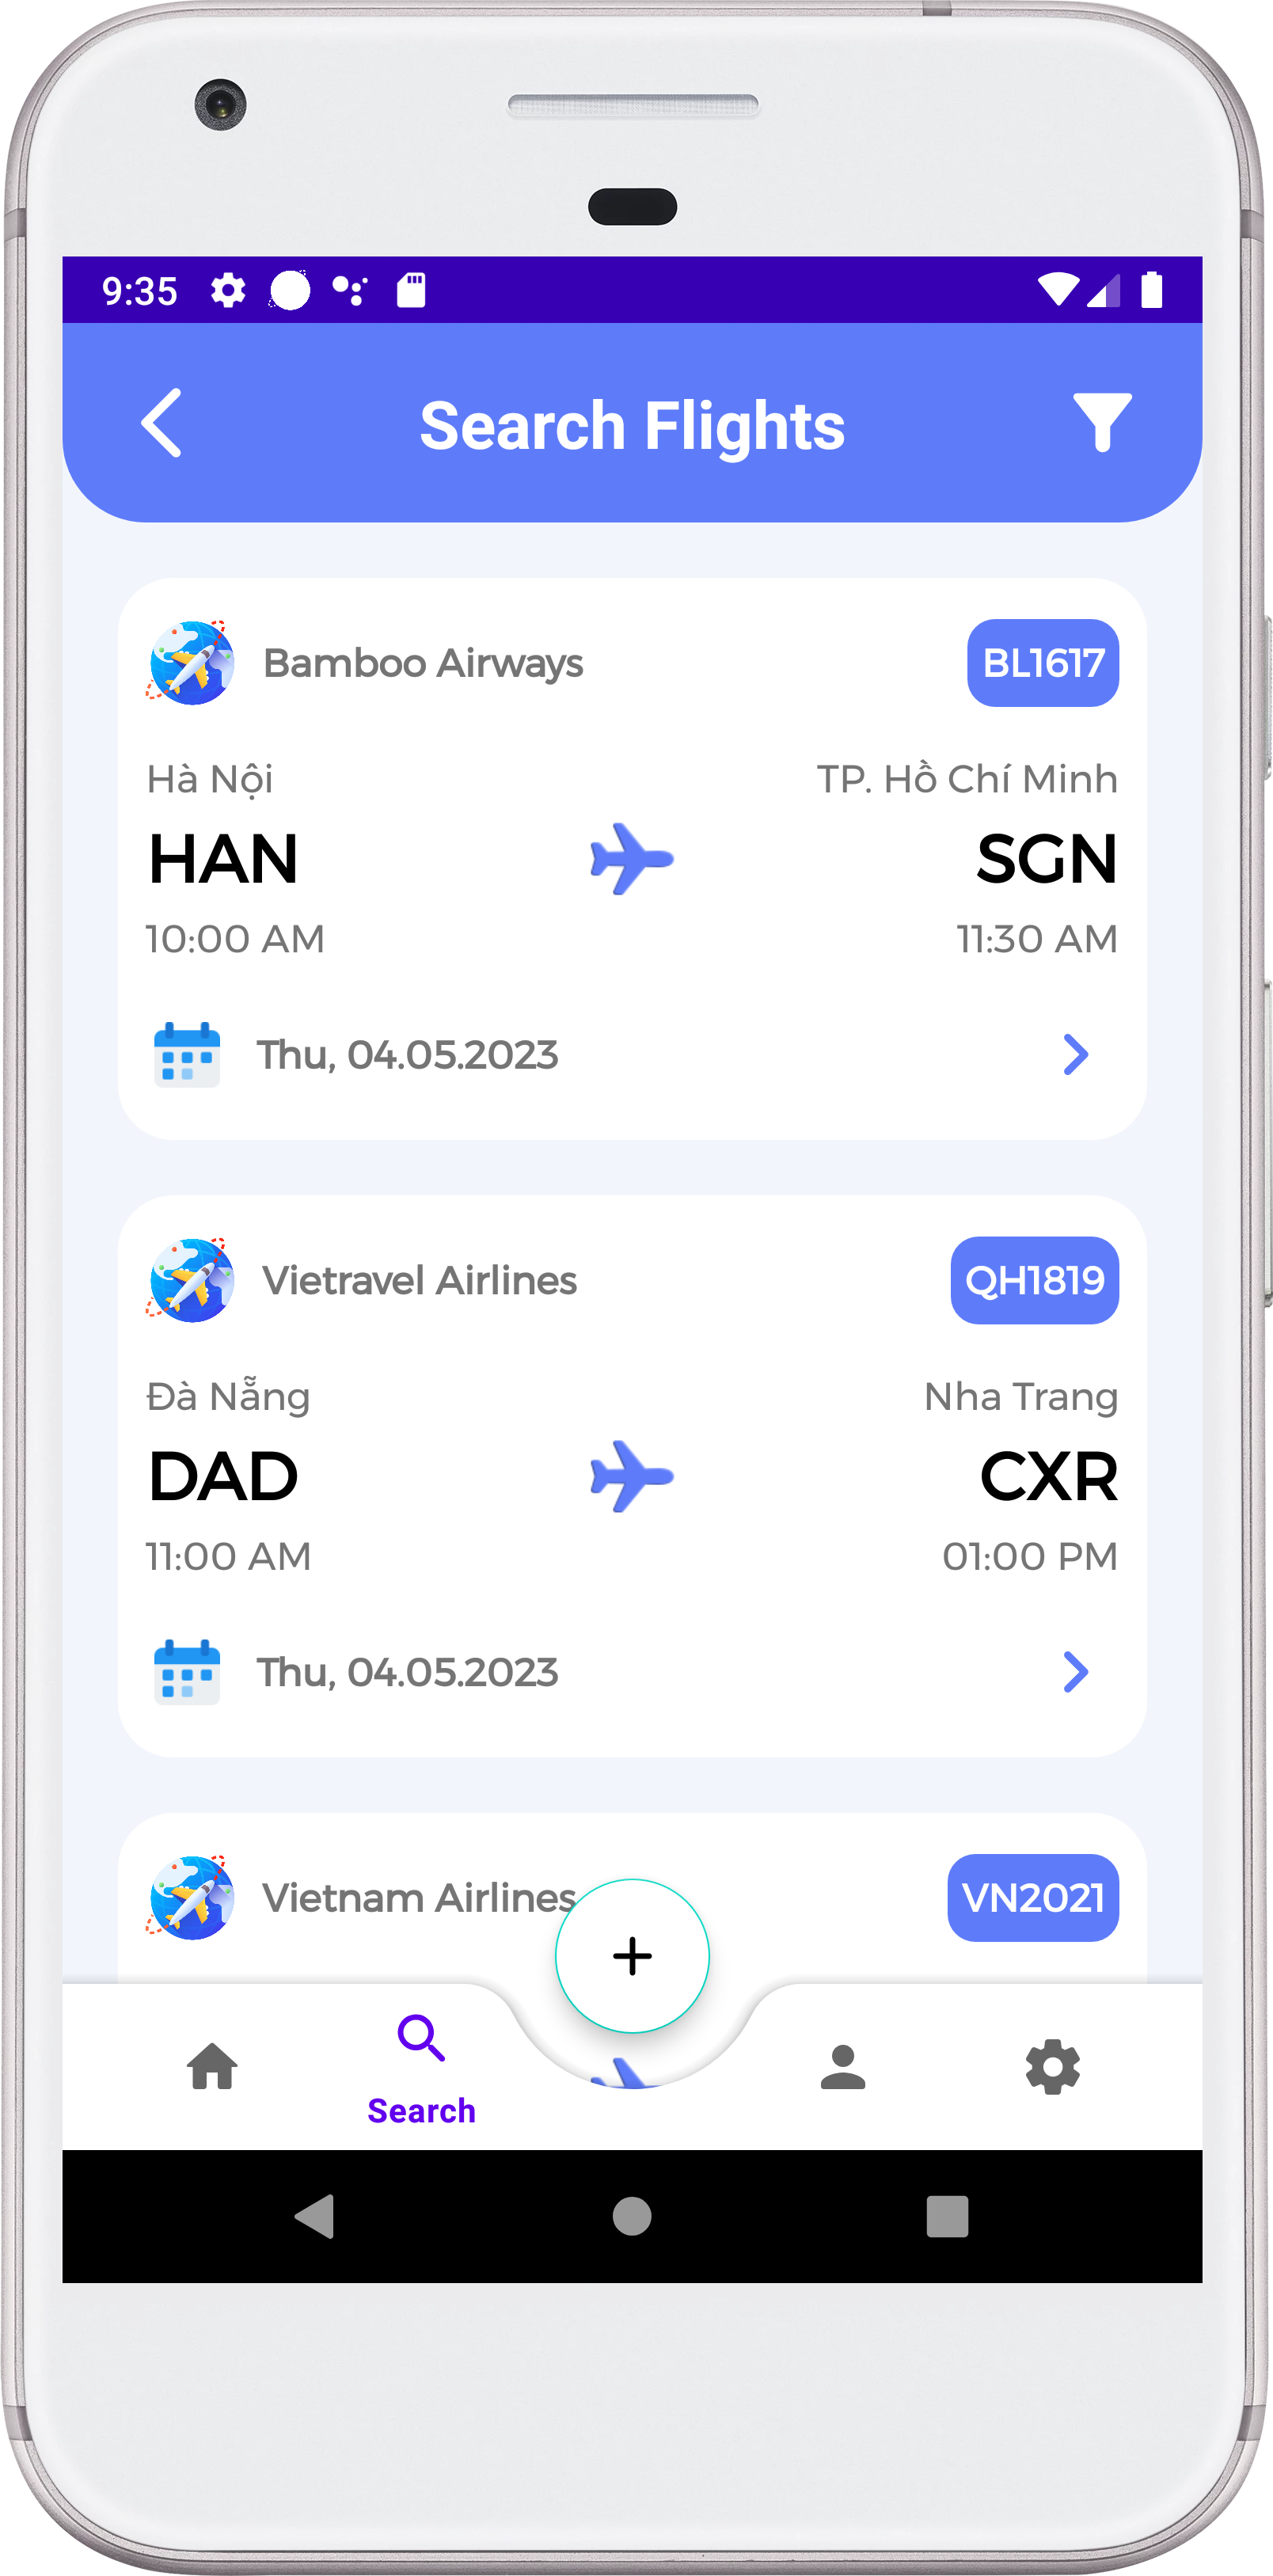 9:35
Search Flights
Bamboo Airways
BL1617
Hà Nội
TP. Hồ Chí Minh
HAN
SGN
10:00 AM
11:30 AM
Thu, 04.05.2023
Vietravel Airlines
QH1819
Đà Nẵng
Nha Trang
DAD
CXR
11:00 AM
01:00 PM
Thu, 04.05.2023
Vietnam Airlines
VN2021
Search